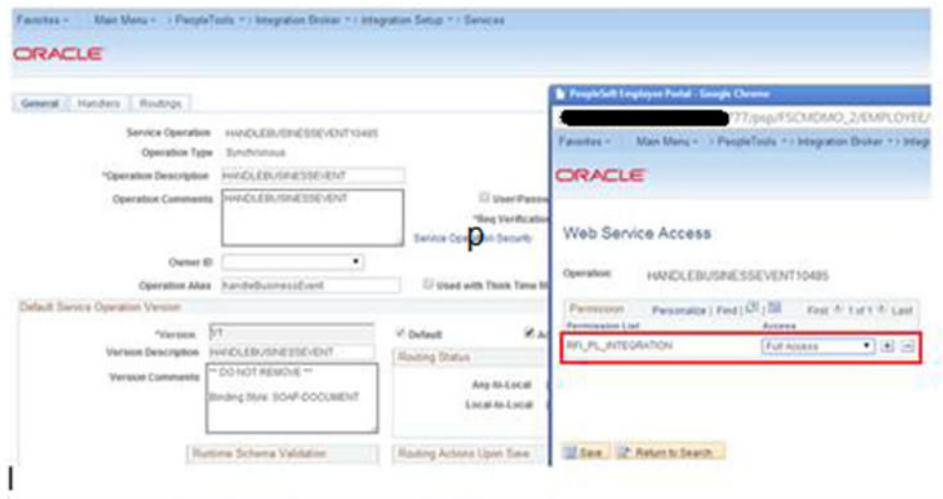 Favorites Main Menu > PeopleTools > Integration Broker > Integration Setup > Services
ORACLE
General Handlers Routings
Service Operation HANDLEBUSINESSEVENT10485
Operation Type Synchronous
*Operation Description HANDLEBUSINESSEVENT
Operation Comments HANDLEBUSINESSEVENT
User/Passw
*Req Verification
Service Operation Security
p
Owner ID
Operation Alias handleBusinessEvent
Used with Think Time M
Default Service Operation Version
*Version V1
Default
Version Description HANDLEBUSINESSEVENT
Routing Status
Version Comments ** DO NOT REMOVE **
Binding Style: SOAP-DOCUMENT
Any-to-Local
Local-to-Local
Runtime Schema Validation
Routing Actions Upon Save
PeopleSoft Employee Portal - Google Chrome
777/psp/FSCMDMO_2/EMPLOYEE/
Favorites Main Menu > PeopleTools > Integration Broker > Integ
ORACLE
Web Service Access
Operation: HANDLEBUSINESSEVENT10485
Permission Personalize | Find | First 1 of 1 Last
Permission List Access
RFI_PL_INTEGRATION Full Access
Save Return to Search